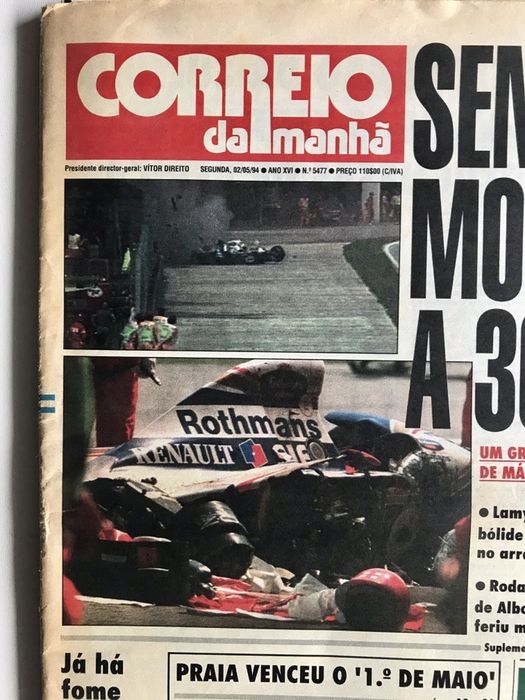 CORREIO
da manhã
Presidente director-geral: VÍTOR DIREITO SEGUNDA, 02/05/94 ● ANO XVI ● N.º 5477 ● PREÇO 110$00 (C/IVA)
SEN
MO
A 30
Rothmans
RENAULT
UM GR
DE MÁ
● Lamy
bólide
no arr
● Roda
de Albo
feriu m
Supleme
Já há
fome
PRAIA VENCEU O '1.º DE MAIO'